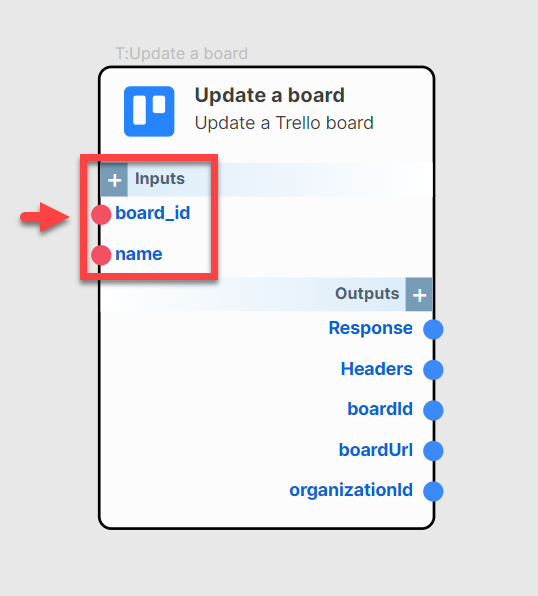 T:Update a board
Update a board
Update a Trello board
+ Inputs
board_id
name
Outputs +
Response
Headers
boardId
boardUrl
organizationId